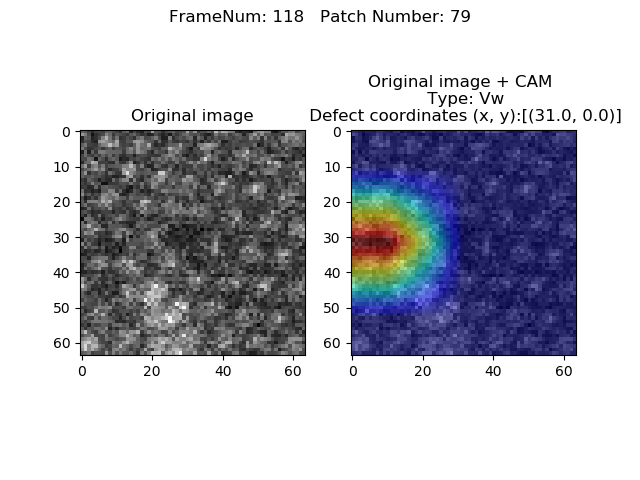 FrameNum: 118   Patch Number: 79
Original image
Original image + CAM
Type: Vw
Defect coordinates (x, y):[(31.0, 0.0)]
0
10
20
30
40
50
60
0 20 40 60
0
10
20
30
40
50
60
0 20 40 60